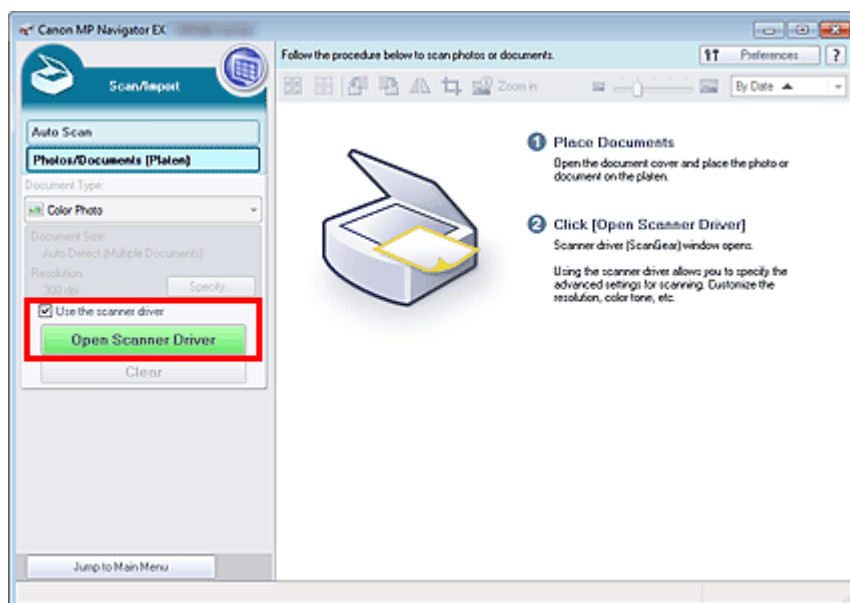 Canon MP Navigator EX
Scan/Import
Auto Scan
Photos/Documents (Platen)
Document Type:
Color Photo
Document Size:
Auto Detect (Multiple Documents)
Resolution:
300 dpi
Specify...
Use the scanner driver
Open Scanner Driver
Clear
Jump to Main Menu
Follow the procedure below to scan photos or documents.
Preferences
?
Zoom in
By Date
1 Place Documents
Open the document cover and place the photo or
document on the platen.
2 Click [Open Scanner Driver]
Scanner driver (ScanGear) window opens.
Using the scanner driver allows you to specify the
advanced settings for scanning. Customize the
resolution, color tone, etc.